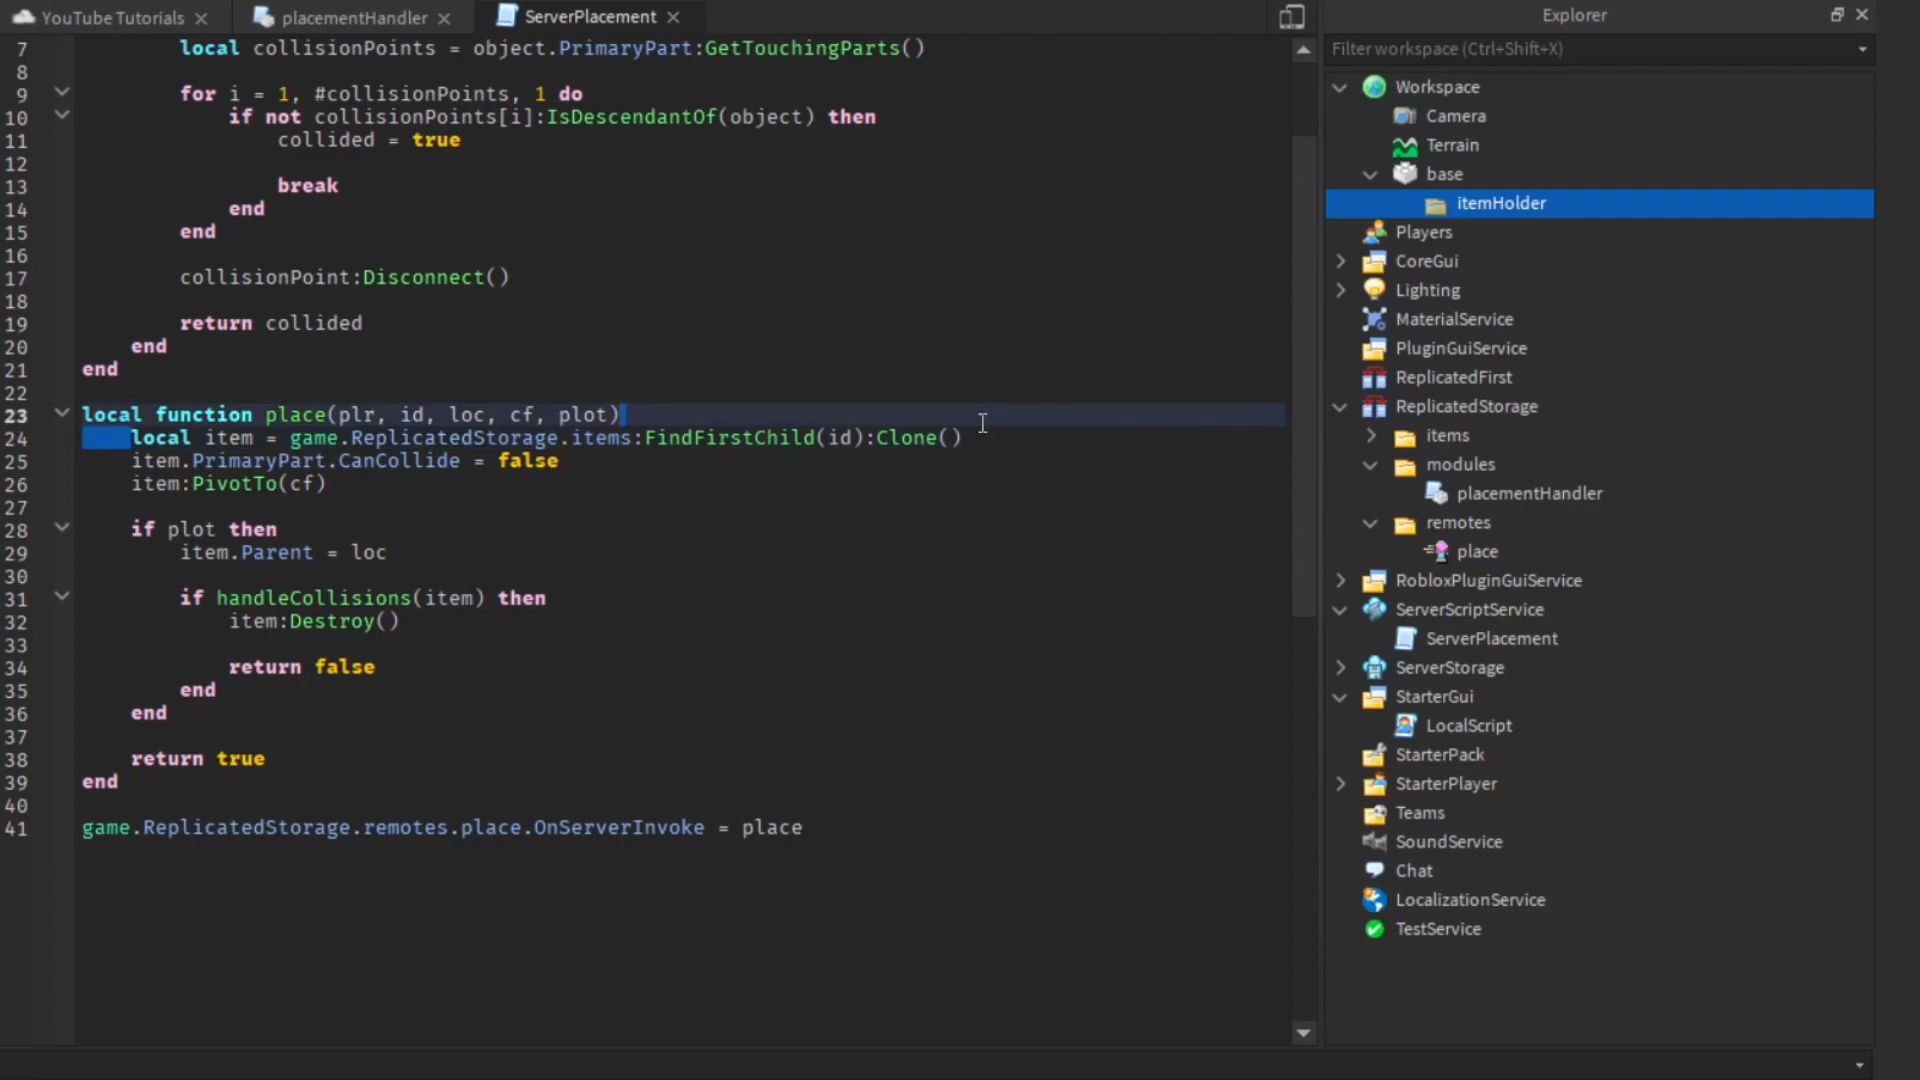 YouTube Tutorials
placementHandler
ServerPlacement
7 local collisionPoints = object.PrimaryPart:GetTouchingParts()
8
9 for i = 1, #collisionPoints, 1 do
10 if not collisionPoints[i]:IsDescendantOf(object) then
11 collided = true
12
13 break
14 end
15 end
16
17 collisionPoint:Disconnect()
18
19 return collided
20 end
21 end
22
23 local function place(plr, id, loc, cf, plot)
24 local item = game.ReplicatedStorage.items:FindFirstChild(id):Clone()
25 item.PrimaryPart.CanCollide = false
26 item:PivotTo(cf)
27
28 if plot then
29 item.Parent = loc
30
31 if handleCollisions(item) then
32 item:Destroy()
33
34 return false
35 end
36 end
37
38 return true
39 end
40
41 game.ReplicatedStorage.remotes.place.OnServerInvoke = place
Explorer
Filter workspace (Ctrl+Shift+X)
Workspace
Camera
Terrain
base
itemHolder
Players
CoreGui
Lighting
MaterialService
PluginGuiService
ReplicatedFirst
ReplicatedStorage
items
modules
placementHandler
remotes
place
RobloxPluginGuiService
ServerScriptService
ServerPlacement
ServerStorage
StarterGui
LocalScript
StarterPack
StarterPlayer
Teams
SoundService
Chat
LocalizationService
TestService